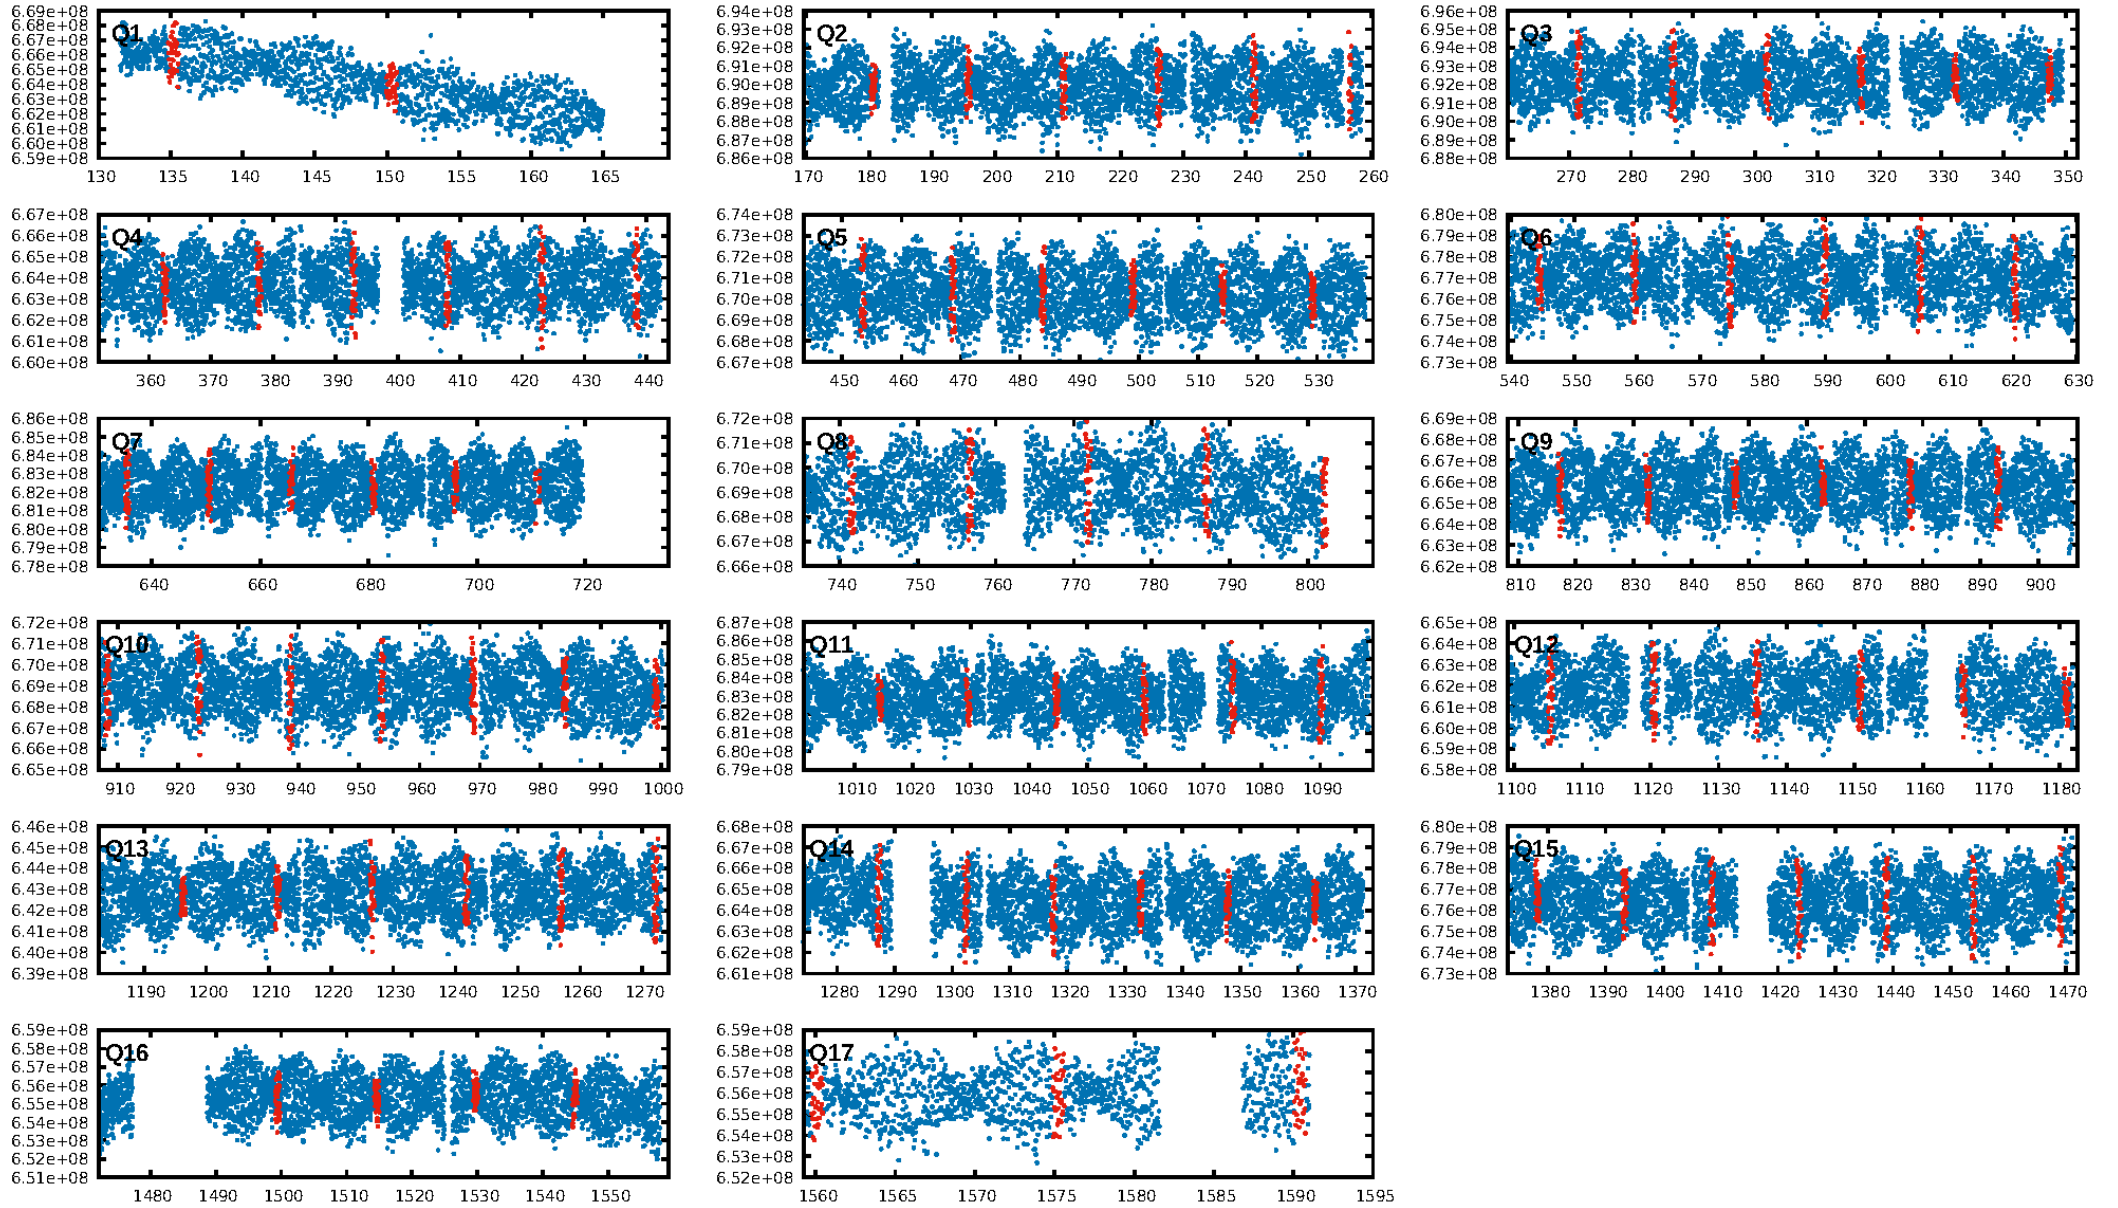 Q1
6.69e+08
6.68e+08
6.67e+08
6.66e+08
6.65e+08
6.64e+08
6.63e+08
6.62e+08
6.61e+08
6.60e+08
6.59e+08
130 135 140 145 150 155 160 165
Q2
6.94e+08
6.93e+08
6.92e+08
6.91e+08
6.90e+08
6.89e+08
6.88e+08
6.87e+08
6.86e+08
170 180 190 200 210 220 230 240 250 260
Q3
6.96e+08
6.95e+08
6.94e+08
6.93e+08
6.92e+08
6.91e+08
6.90e+08
6.89e+08
6.88e+08
270 280 290 300 310 320 330 340 350
Q4
6.67e+08
6.66e+08
6.65e+08
6.64e+08
6.63e+08
6.62e+08
6.61e+08
6.60e+08
360 370 380 390 400 410 420 430 440
Q5
6.74e+08
6.73e+08
6.72e+08
6.71e+08
6.70e+08
6.69e+08
6.68e+08
6.67e+08
450 460 470 480 490 500 510 520 530
Q6
6.80e+08
6.79e+08
6.78e+08
6.77e+08
6.76e+08
6.75e+08
6.74e+08
6.73e+08
540 550 560 570 580 590 600 610 620 630
Q7
6.86e+08
6.85e+08
6.84e+08
6.83e+08
6.82e+08
6.81e+08
6.80e+08
6.79e+08
6.78e+08
640 660 680 700 720
Q8
6.72e+08
6.71e+08
6.70e+08
6.69e+08
6.68e+08
6.67e+08
6.66e+08
740 750 760 770 780 790 800
Q9
6.69e+08
6.68e+08
6.67e+08
6.66e+08
6.65e+08
6.64e+08
6.63e+08
6.62e+08
810 820 830 840 850 860 870 880 890 900
Q10
6.72e+08
6.71e+08
6.70e+08
6.69e+08
6.68e+08
6.67e+08
6.66e+08
6.65e+08
910 920 930 940 950 960 970 980 990 1000
Q11
6.87e+08
6.86e+08
6.85e+08
6.84e+08
6.83e+08
6.82e+08
6.81e+08
6.80e+08
6.79e+08
1010 1020 1030 1040 1050 1060 1070 1080 1090
Q12
6.65e+08
6.64e+08
6.63e+08
6.62e+08
6.61e+08
6.60e+08
6.59e+08
6.58e+08
1100 1110 1120 1130 1140 1150 1160 1170 1180
Q13
6.46e+08
6.45e+08
6.44e+08
6.43e+08
6.42e+08
6.41e+08
6.40e+08
6.39e+08
1190 1200 1210 1220 1230 1240 1250 1260 1270
Q14
6.68e+08
6.67e+08
6.66e+08
6.65e+08
6.64e+08
6.63e+08
6.62e+08
6.61e+08
1280 1290 1300 1310 1320 1330 1340 1350 1360 1370
Q15
6.80e+08
6.79e+08
6.78e+08
6.77e+08
6.76e+08
6.75e+08
6.74e+08
6.73e+08
1380 1390 1400 1410 1420 1430 1440 1450 1460 1470
Q16
6.59e+08
6.58e+08
6.57e+08
6.56e+08
6.55e+08
6.54e+08
6.53e+08
6.52e+08
6.51e+08
1480 1490 1500 1510 1520 1530 1540 1550
Q17
6.59e+08
6.58e+08
6.57e+08
6.56e+08
6.55e+08
6.54e+08
6.53e+08
6.52e+08
1560 1565 1570 1575 1580 1585 1590 1595